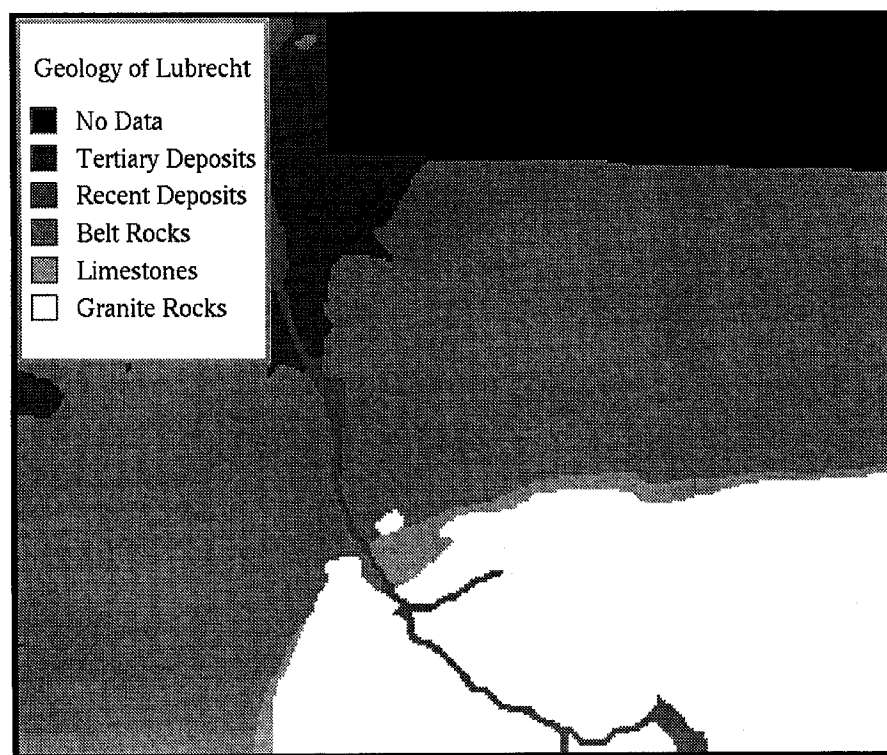 Geology of Lubrecht
No Data
Tertiary Deposits
Recent Deposits
Belt Rocks
Limestones
Granite Rocks